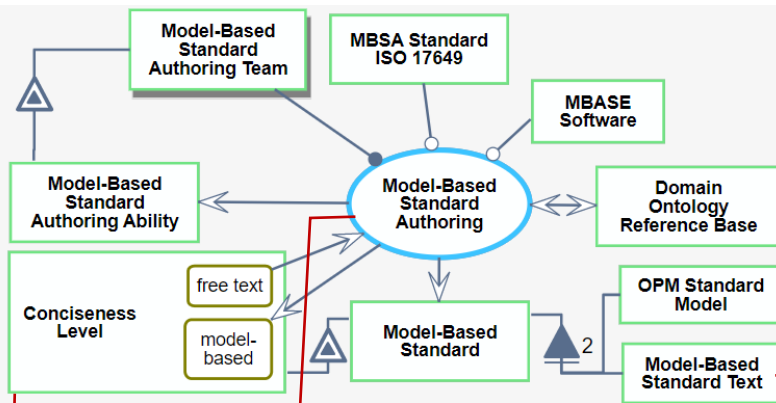 Model-Based
Standard
Authoring Team
MBSA Standard
ISO 17649
MBASE
Software
Model-Based
Standard
Authoring Ability
Model-Based
Standard
Authoring
Domain
Ontology
Reference Base
Conciseness
Level
free text
model-
based
Model-Based
Standard
2
OPM Standard
Model
Model-Based
Standard Text